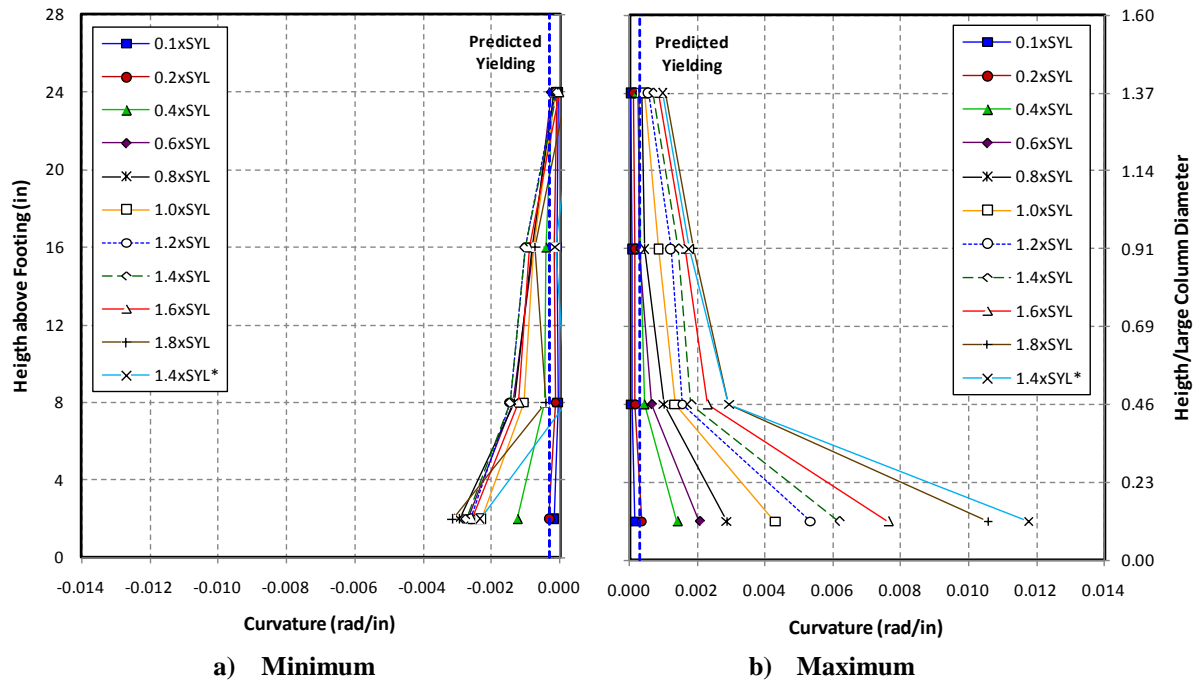 28
24
20
16
12
8
4
0
Heigth above Footing (in)
0.1xSYL
0.2xSYL
0.4xSYL
0.6xSYL
0.8xSYL
1.0xSYL
1.2xSYL
1.4xSYL
1.6xSYL
1.8xSYL
1.4xSYL*
Predicted
Yielding
-0.014 -0.012 -0.010 -0.008 -0.006 -0.004 -0.002 0.000
Curvature (rad/in)
a) Minimum
Predicted
Yielding
0.1xSYL
0.2xSYL
0.4xSYL
0.6xSYL
0.8xSYL
1.0xSYL
1.2xSYL
1.4xSYL
1.6xSYL
1.8xSYL
1.4xSYL*
1.60
1.37
1.14
0.91
0.69
0.46
0.23
0.00
Heigth/Large Column Diameter
0.000 0.002 0.004 0.006 0.008 0.010 0.012 0.014
Curvature (rad/in)
b) Maximum